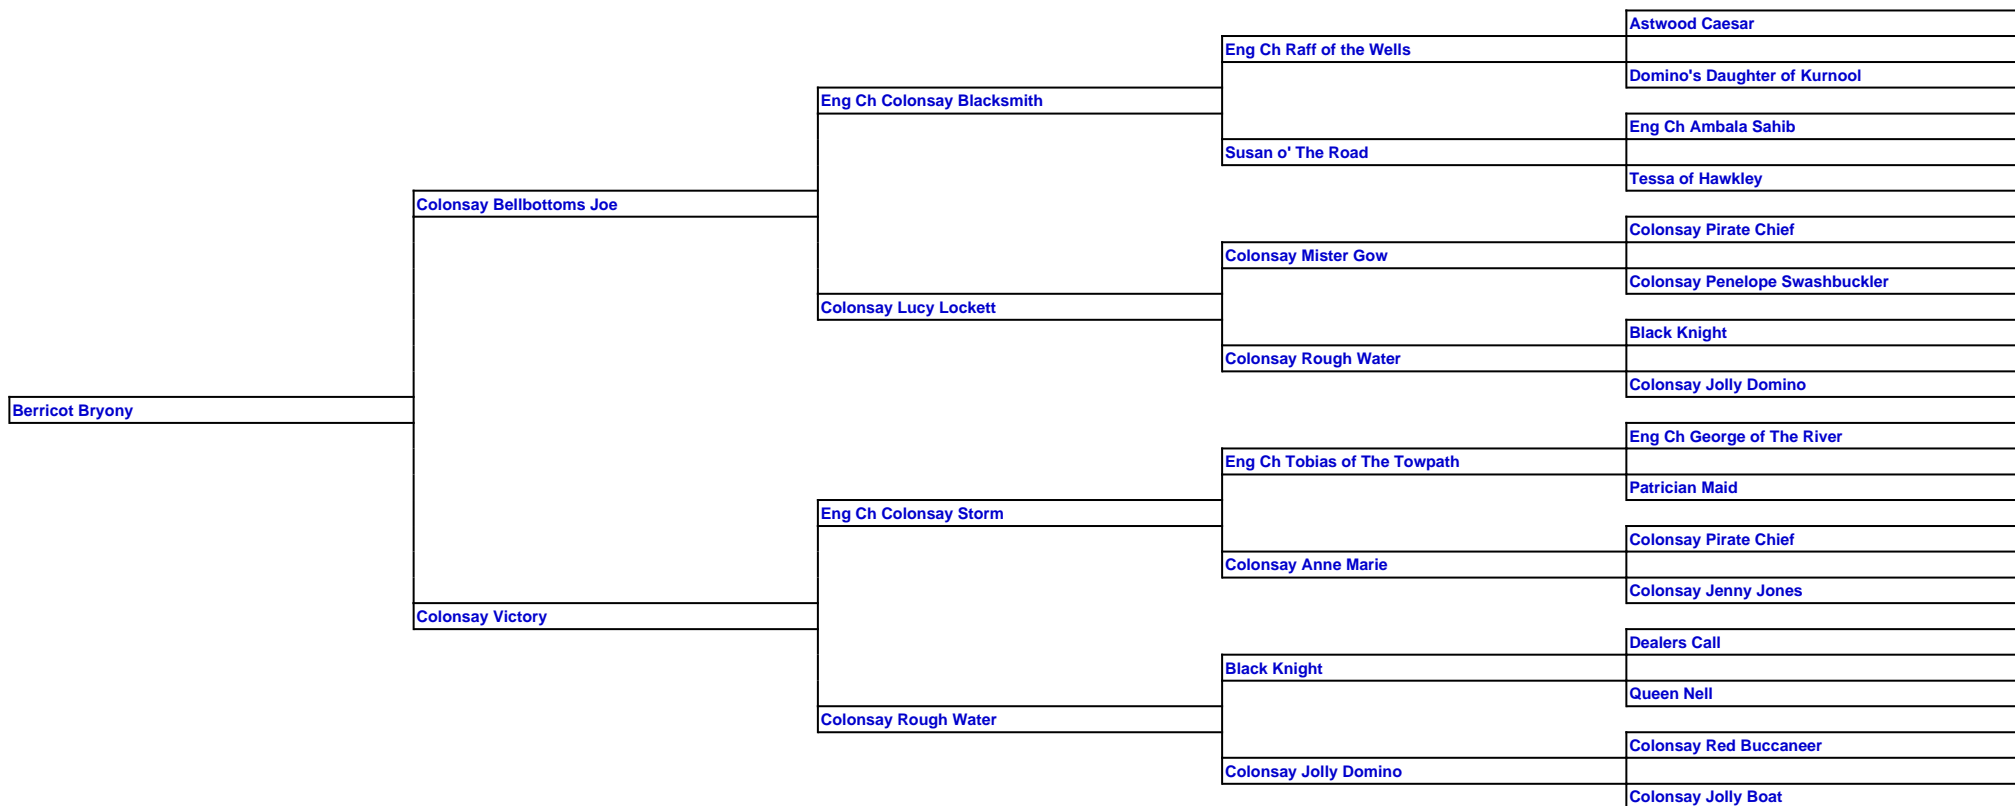 Astwood Caesar
Eng Ch Raff of the Wells
Domino's Daughter of Kurnool
Eng Ch Colonsay Blacksmith
Eng Ch Ambala Sahib
Susan o' The Road
Tessa of Hawkley
Colonsay Bellbottoms Joe
Colonsay Pirate Chief
Colonsay Mister Gow
Colonsay Penelope Swashbuckler
Colonsay Lucy Lockett
Black Knight
Colonsay Rough Water
Colonsay Jolly Domino
Berricot Bryony
Eng Ch George of The River
Eng Ch Tobias of The Towpath
Patrician Maid
Eng Ch Colonsay Storm
Colonsay Pirate Chief
Colonsay Anne Marie
Colonsay Jenny Jones
Colonsay Victory
Dealers Call
Black Knight
Queen Nell
Colonsay Rough Water
Colonsay Red Buccaneer
Colonsay Jolly Domino
Colonsay Jolly Boat